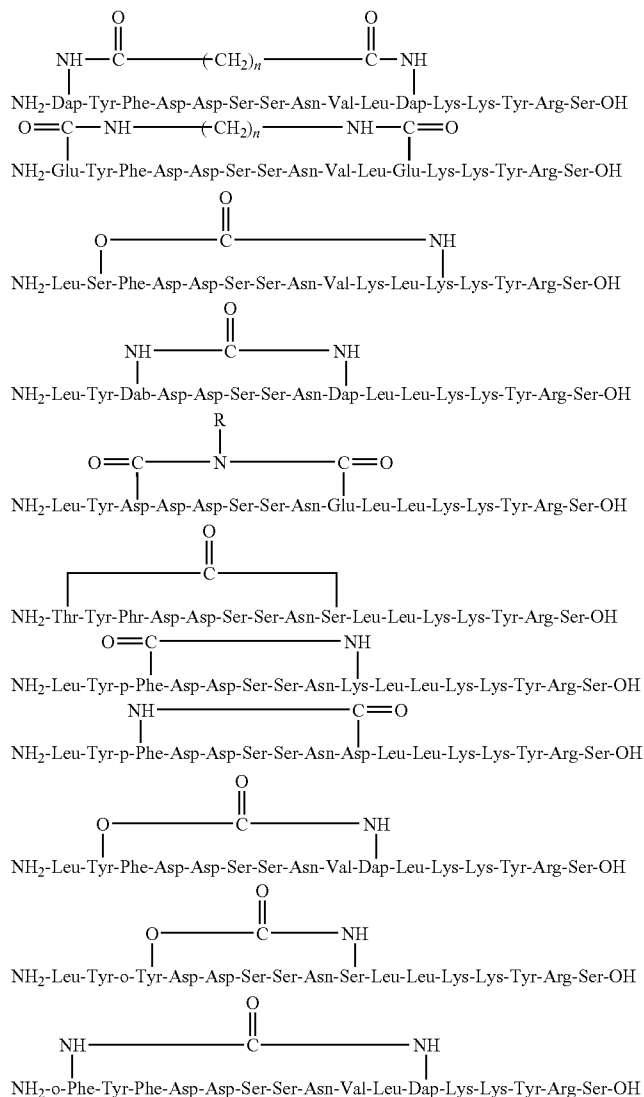 O O
NH C (CH2)n C NH
NH2-Dap-Tyr-Phe-Asp-Asp-Ser-Ser-Asn-Val-Leu-Dap-Lys-Lys-Tyr-Arg-Ser-OH
O=C NH (CH2)n NH C=O
NH2-Glu-Tyr-Phe-Asp-Asp-Ser-Ser-Asn-Val-Leu-Glu-Lys-Lys-Tyr-Arg-Ser-OH
O
O C NH
NH2-Leu-Ser-Phe-Asp-Asp-Ser-Ser-Asn-Val-Lys-Leu-Lys-Lys-Tyr-Arg-Ser-OH
O
NH C NH
NH2-Leu-Tyr-Dab-Asp-Asp-Ser-Ser-Asn-Dap-Leu-Leu-Lys-Lys-Tyr-Arg-Ser-OH
R
O=C N C=O
NH2-Leu-Tyr-Asp-Asp-Asp-Ser-Ser-Asn-Glu-Leu-Leu-Lys-Lys-Tyr-Arg-Ser-OH
O
C
NH2-Thr-Tyr-Phr-Asp-Asp-Ser-Ser-Asn-Ser-Leu-Leu-Lys-Lys-Tyr-Arg-Ser-OH
O=C NH
NH2-Leu-Tyr-p-Phe-Asp-Asp-Ser-Ser-Asn-Lys-Leu-Leu-Lys-Lys-Tyr-Arg-Ser-OH
NH C=O
NH2-Leu-Tyr-p-Phe-Asp-Asp-Ser-Ser-Asn-Asp-Leu-Leu-Lys-Lys-Tyr-Arg-Ser-OH
O
O C NH
NH2-Leu-Tyr-Phe-Asp-Asp-Ser-Ser-Asn-Val-Dap-Leu-Lys-Lys-Tyr-Arg-Ser-OH
O
O C NH
NH2-Leu-Tyr-o-Tyr-Asp-Asp-Ser-Ser-Asn-Ser-Leu-Leu-Lys-Lys-Tyr-Arg-Ser-OH
O
NH C NH
NH2-o-Phe-Tyr-Phe-Asp-Asp-Ser-Ser-Asn-Val-Leu-Dap-Lys-Lys-Tyr-Arg-Ser-OH